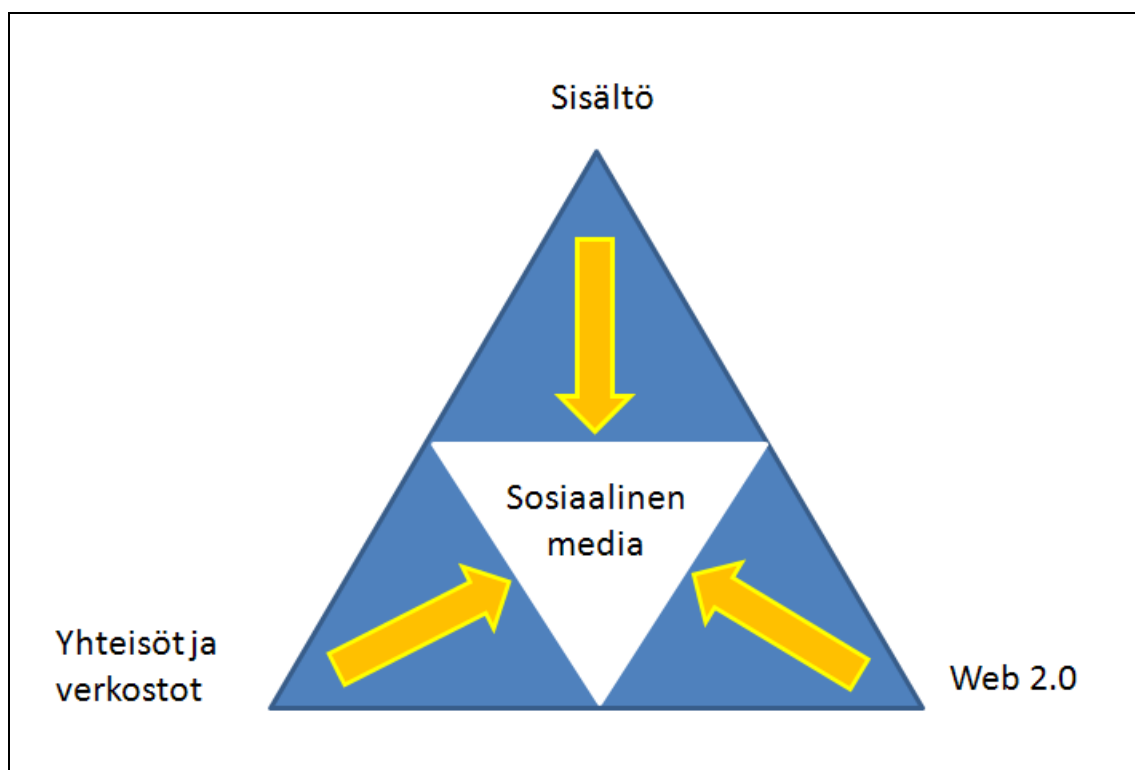 Sisältö
Sosiaalinen
media
Yhteisöt ja
verkostot
Web 2.0